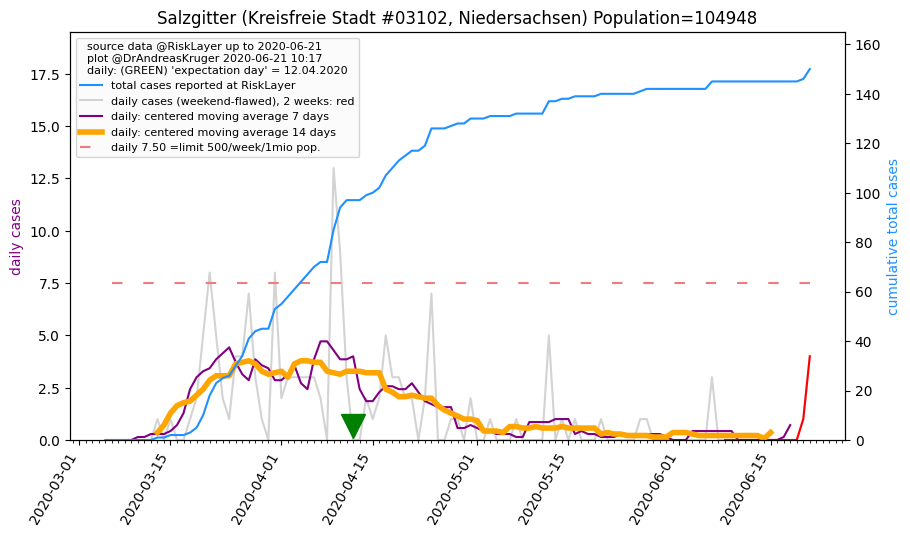 Salzgitter (Kreisfreie Stadt #03102, Niedersachsen) Population=104948
source data @RiskLayer up to 2020-06-21
plot @DrAndreasKruger 2020-06-21 10:17
daily: (GREEN) 'expectation day' = 12.04.2020
total cases reported at RiskLayer
daily cases (weekend-flawed), 2 weeks: red
daily: centered moving average 7 days
daily: centered moving average 14 days
daily 7.50 =limit 500/week/1mio pop.
daily cases
17.5
15.0
12.5
10.0
7.5
5.0
2.5
0.0
160
140
120
100
80
60
40
20
0
cumulative total cases
2020-03-01
2020-03-15
2020-04-01
2020-04-15
2020-05-01
2020-05-15
2020-06-01
2020-06-15